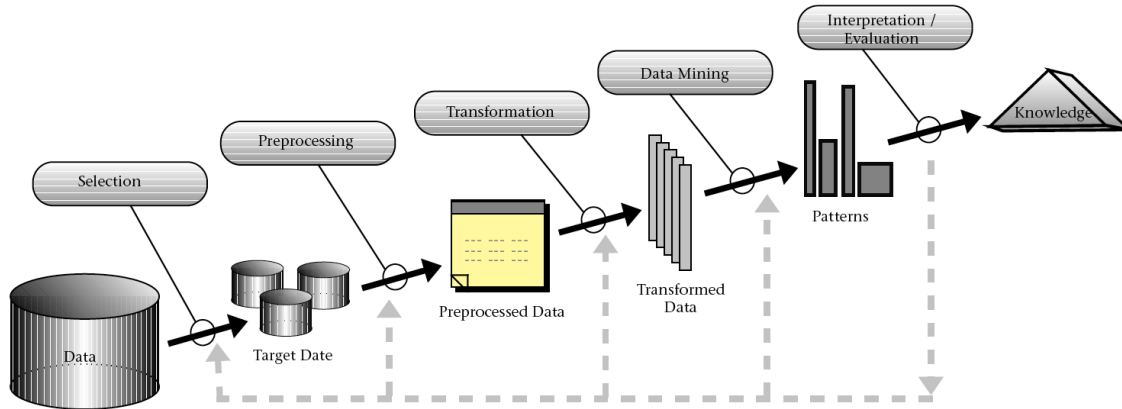 Interpretation /
Evaluation
Data Mining
Transformation
Preprocessing
Selection
Knowledge
Patterns
Transformed
Data
Preprocessed Data
Target Date
Data